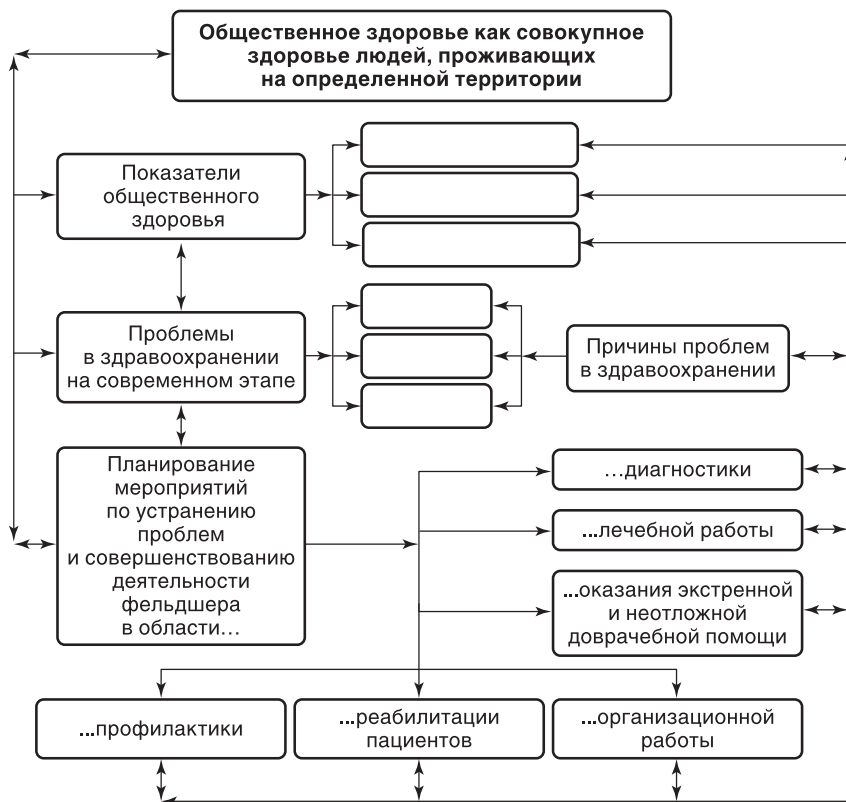 Общественное здоровье как совокупное
здоровье людей, проживающих
на определенной территории
Показатели
общественного
здоровья
Проблемы
в здравоохранении
на современном этапе
Причины проблем
в здравоохранении
Планирование
мероприятий
по устранению
проблем
и совершенствованию
деятельности
фельдшера
в области...
...диагностики
...лечебной работы
...оказания экстренной
и неотложной
доврачебной помощи
...профилактики
...реабилитации
пациентов
...организационной
работы